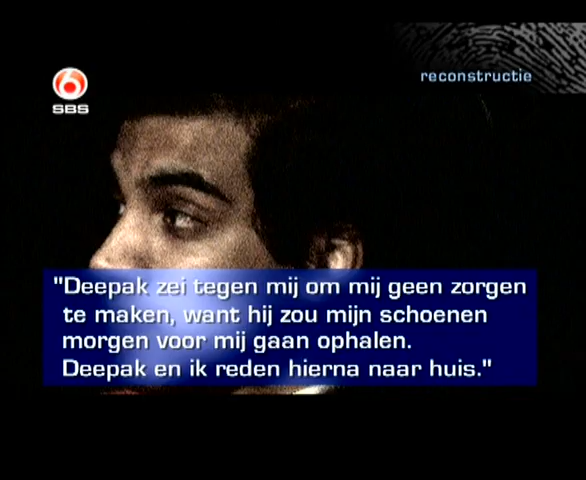 reconstructie
6
SBS
"Deepak zei tegen mij om mij geen zorgen
te maken, want hij zou mijn schoenen
morgen voor mij gaan ophalen.
Deepak en ik reden hierna naar huis."